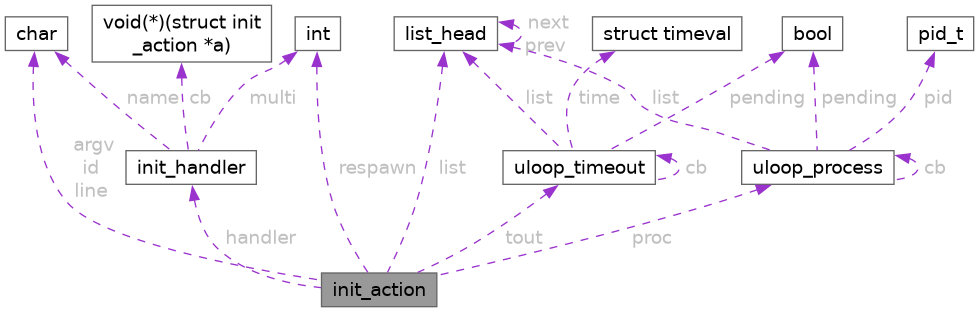 char
void(*)(struct init
_action *a)
int
list_head
next
prev
struct timeval
bool
pid_t
name
cb
multi
list
time
list
pending
pending
pid
argv
id
line
init_handler
respawn
list
uloop_timeout
cb
uloop_process
cb
handler
tout
proc
init_action